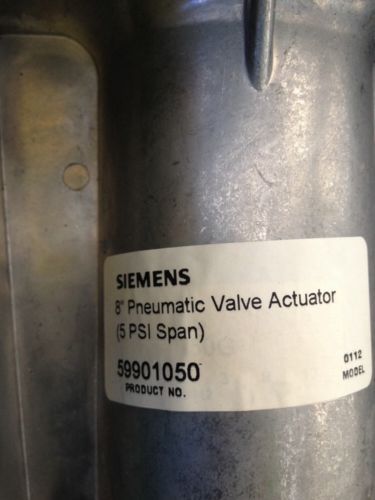 SIEMENS
8" Pneumatic Valve Actuator
(5 PSI Span)
59901050
PRODUCT NO.
0112
MODEL